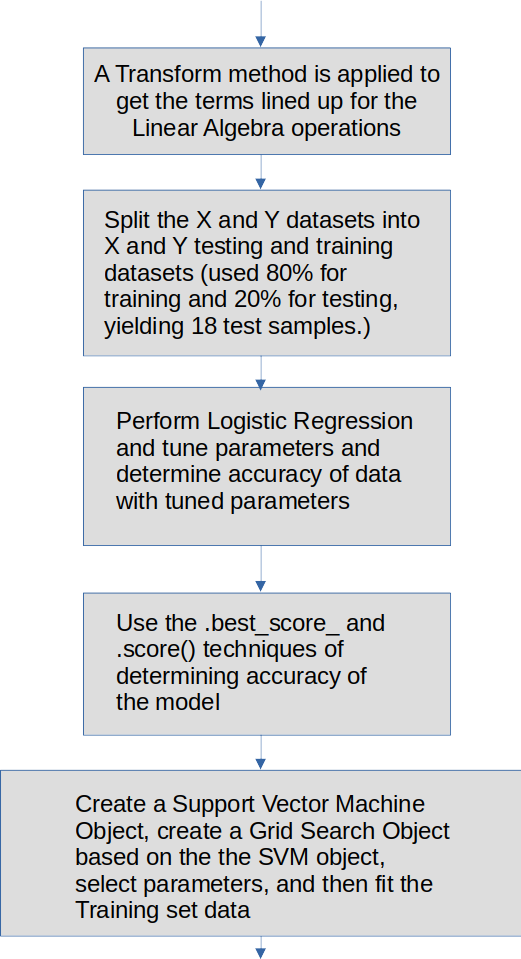 A Transform method is applied to
get the terms lined up for the
Linear Algebra operations
Split the X and Y datasets into
X and Y testing and training
datasets (used 80% for
training and 20% for testing,
yielding 18 test samples.)
Perform Logistic Regression
and tune parameters and
determine accuracy of data
with tuned parameters
Use the .best_score_ and
.score() techniques of
determining accuracy of
the model
Create a Support Vector Machine
Object, create a Grid Search Object
based on the the SVM object,
select parameters, and then fit the
Training set data